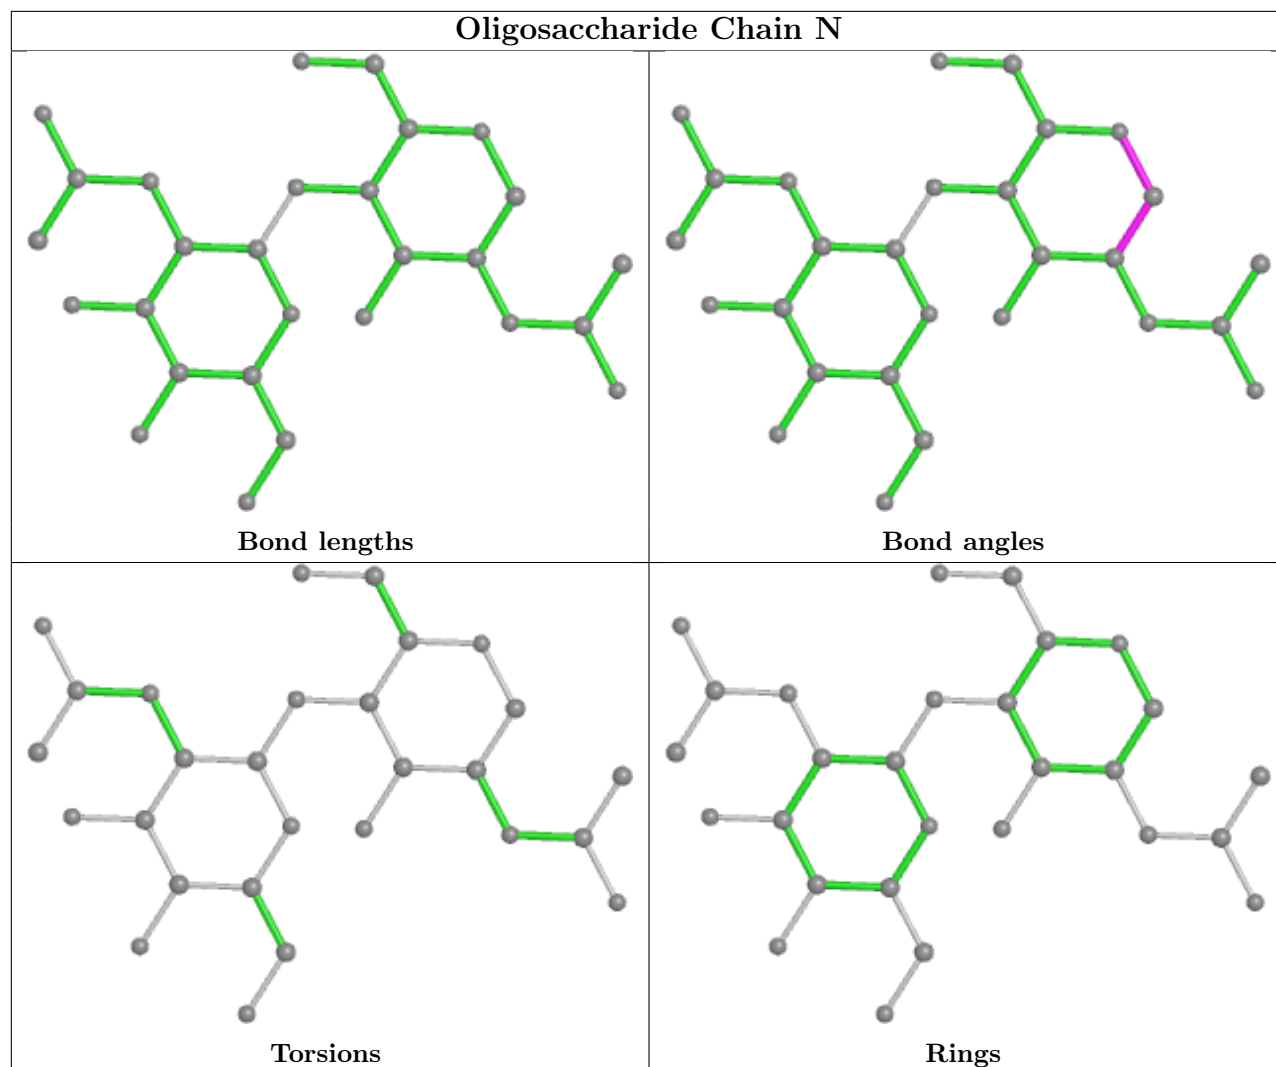 Oligosaccharide Chain N
Bond lengths
Bond angles
Torsions
Rings